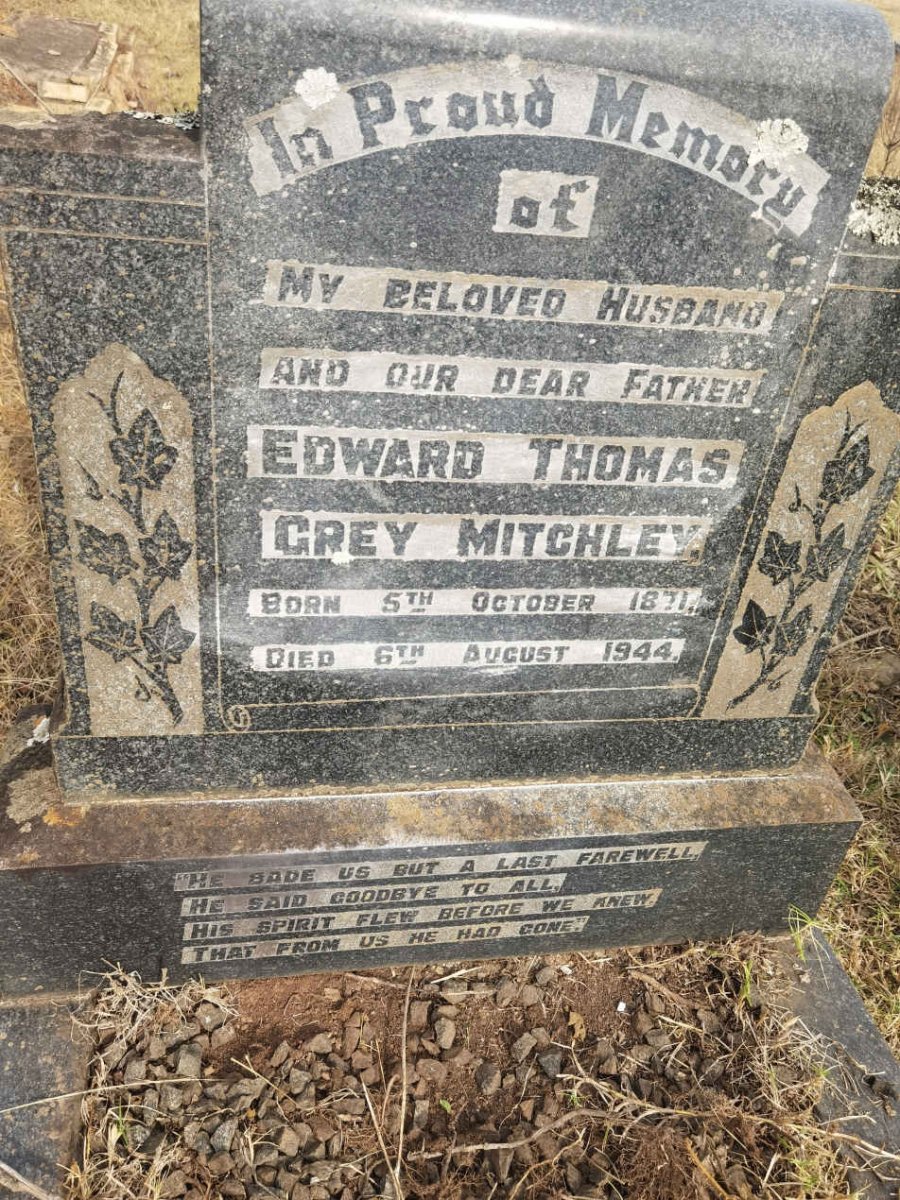 In Proud Memory
of
MY BELOVED HUSBAND
AND OUR DEAR FATHER
EDWARD THOMAS
GREY MITCHLEY.
BORN 5TH OCTOBER 1871,
DIED 6TH AUGUST 1944.
"HE BADE US BUT A LAST FAREWELL,
HE SAID GOODBYE TO ALL,
HIS SPIRIT FLEW BEFORE WE ANEW,
THAT FROM US HE HAD GONE."